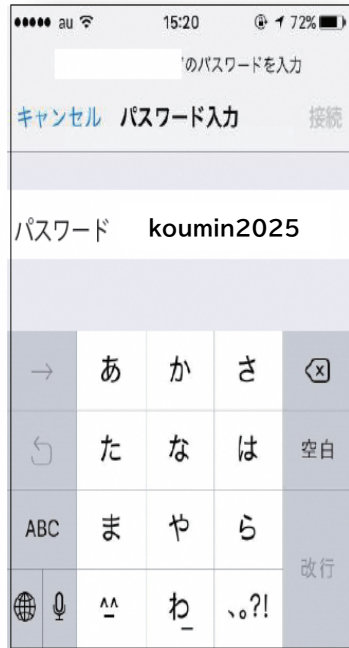 au 15:20 72%
"のパスワードを入力
キャンセル パスワード入力 接続
パスワード koumin2025
→ あ か さ
た な は 空白
ABC ま や ら 改行
^^ わ_ 、。?!